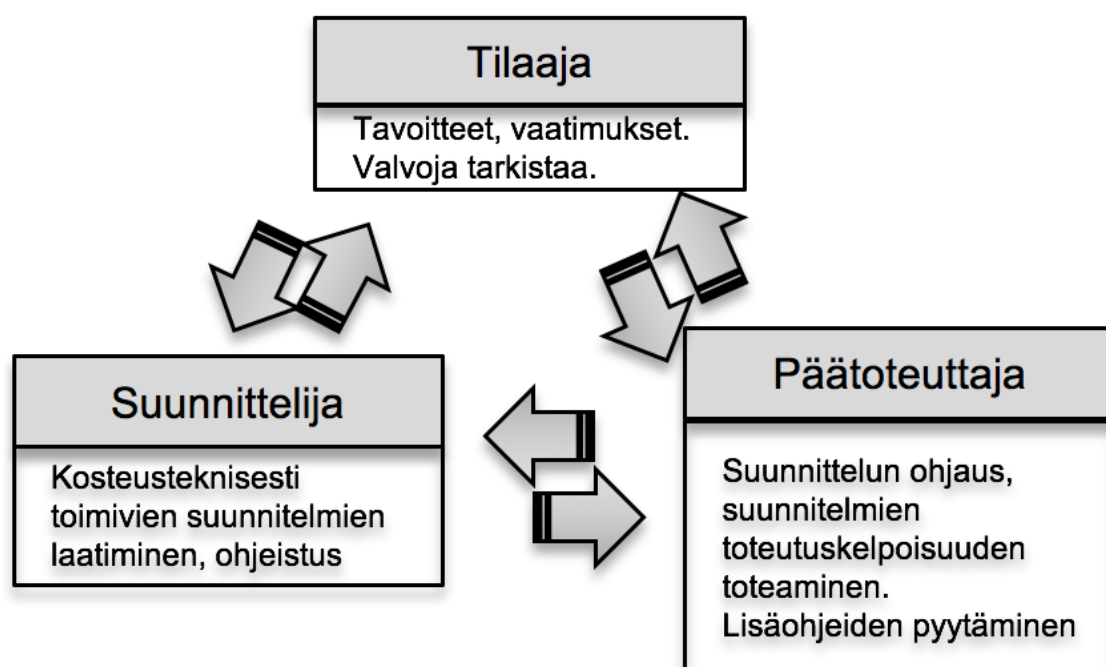 Tilaaja
Tavoitteet, vaatimukset.
Valvoja tarkistaa.
Suunnittelija
Kosteusteknisesti
toimivien suunnitelmien
laatiminen, ohjeistus
Päätoteuttaja
Suunnittelun ohjaus,
suunnitelmien
toteutuskelpoisuuden
toteaminen.
Lisäohjeiden pyytäminen